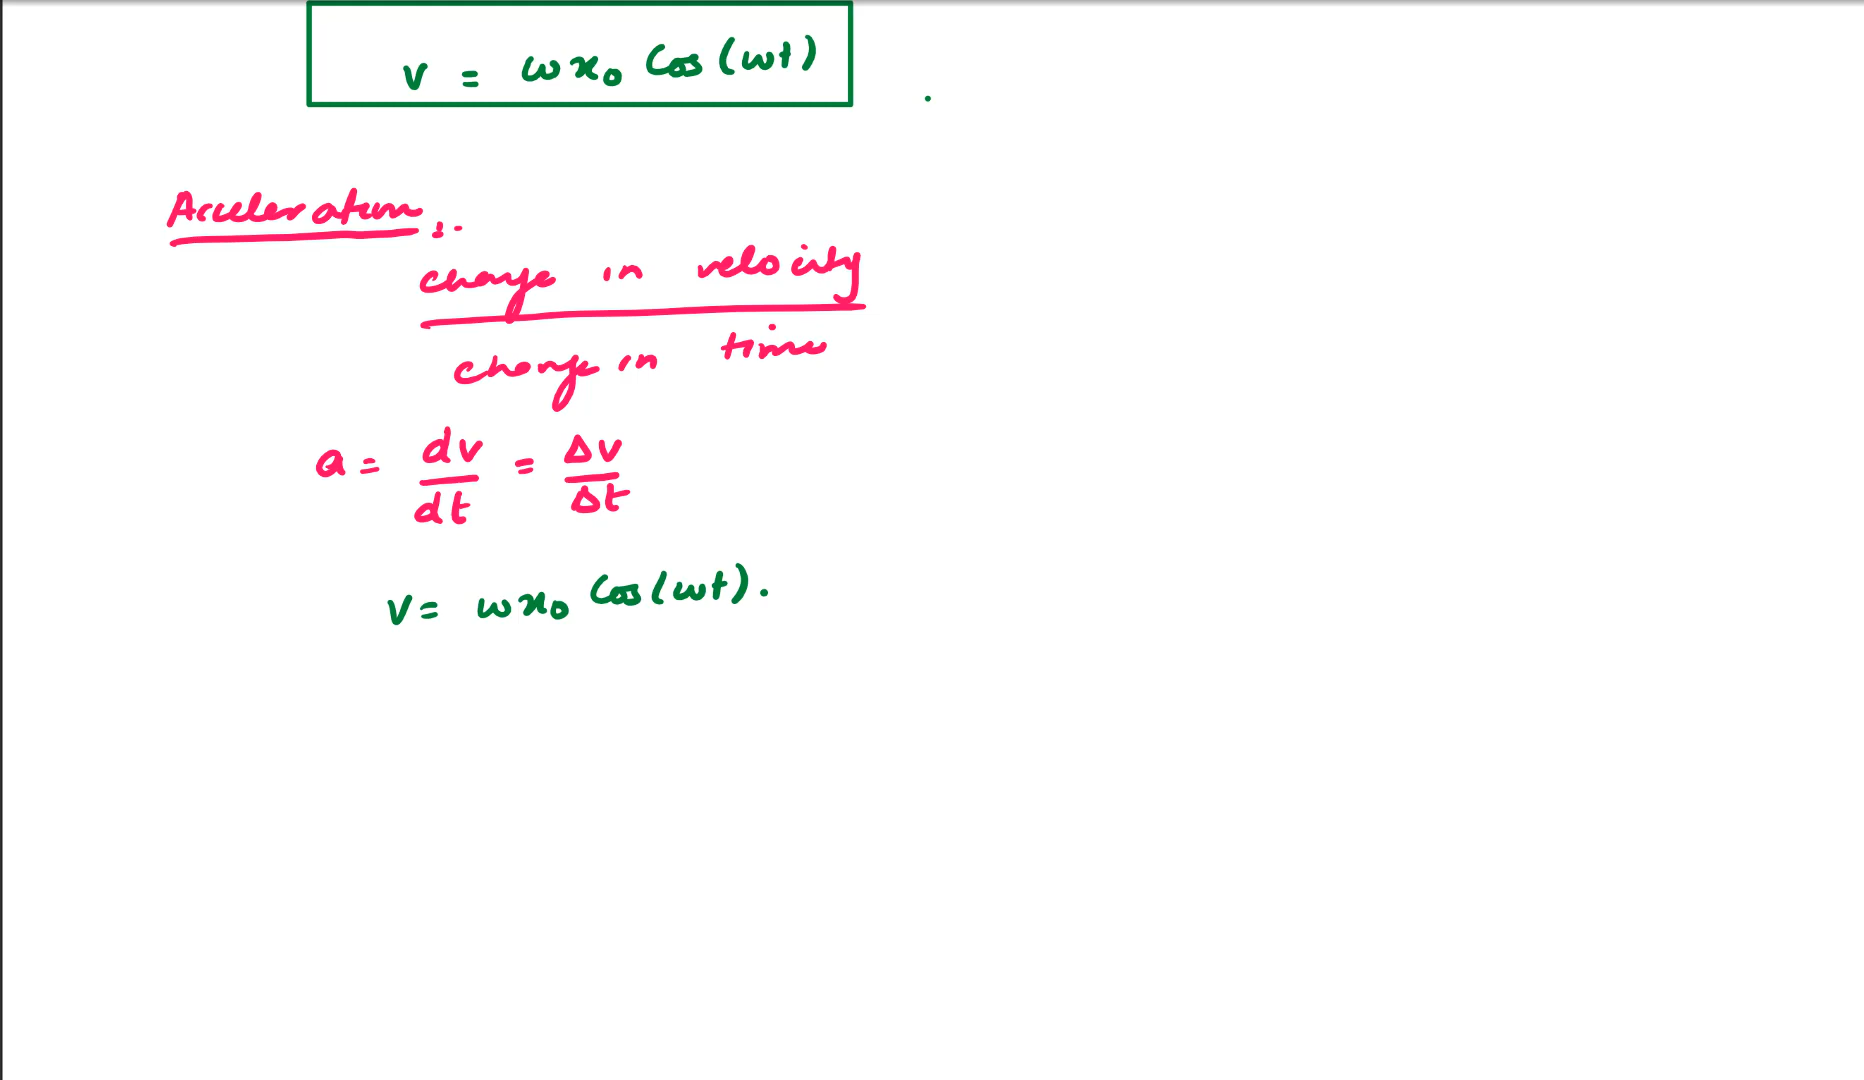 v = ωx₀ Cos(ωt)
Acceleration :-
change in velocity
change in time
a = dv/dt = Δv/Δt
v = ωx₀ Cos(ωt).